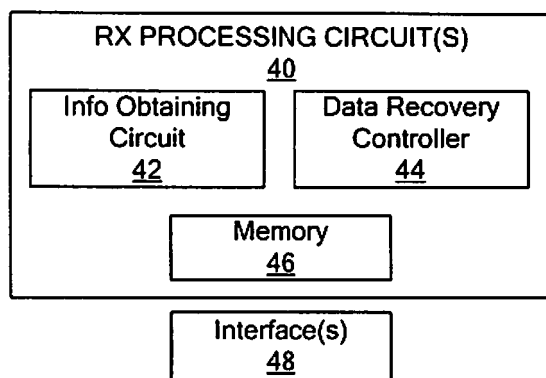 RX PROCESSING CIRCUIT(S)
40
Info Obtaining
Circuit
42
Data Recovery
Controller
44
Memory
46
Interface(s)
48